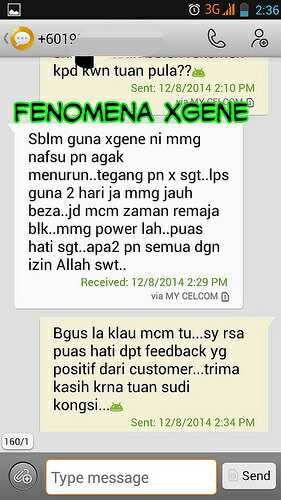 3G 2:36
+6019
kpd kwn tuan pula??
Sent: 12/8/2014 2:10 PM
via MY CELCOM
FENOMENA XGENE
Sblm guna xgene ni mmg
nafsu pn agak
menurun..tegang pn x sgt..lps
guna 2 hari ja mmg jauh
beza..jd mcm zaman remaja
blk..mmg power lah..puas
hati sgt..apa2 pn semua dgn
izin Allah swt..
Received: 12/8/2014 2:29 PM
via MY CELCOM
Bgus la klau mcm tu...sy rsa
puas hati dpt feedback yg
positif dari customer...trima
kasih krna tuan sudi
kongsi...
Sent: 12/8/2014 2:34 PM
160/1
Type message
Send